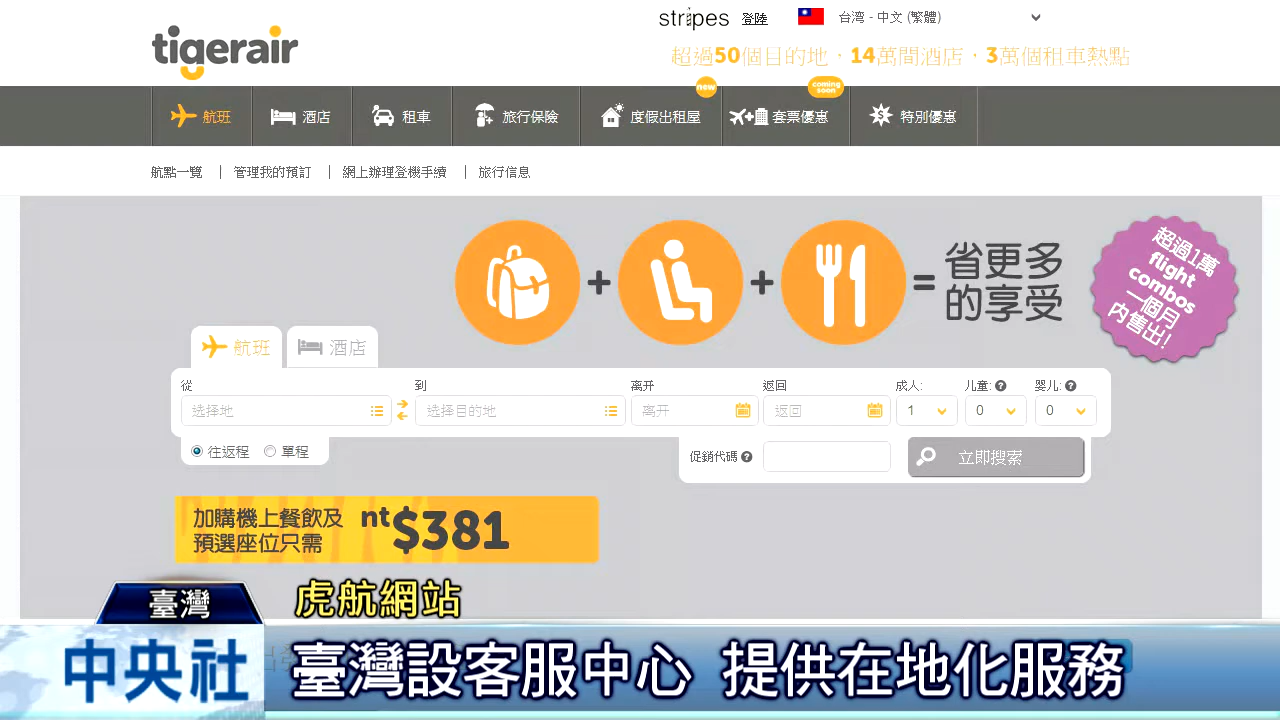 stripes 登陸 台湾 - 中文 (繁體)
tigerair
超過50個目的地・14萬間酒店・3萬個租車熱點
new coming soon
航班 酒店 租車 旅行保險 度假出租屋 套票優惠 特別優惠
航點一覽 | 管理我的預訂 | 網上辦理登機手續 | 旅行信息
+ + = 省更多
的享受
超過1萬
flight
combos
一個月
內售出!
航班 酒店
從 到 离开 返回 成人: 儿童: 婴儿:
选择地 选择目的地 离开 返回 1 0 0
往返程 單程
促銷代碼 立即搜索
加購機上餐飲及
預選座位只需
nt$381
虎航網站
臺灣
中央社
臺灣設客服中心 提供在地化服務